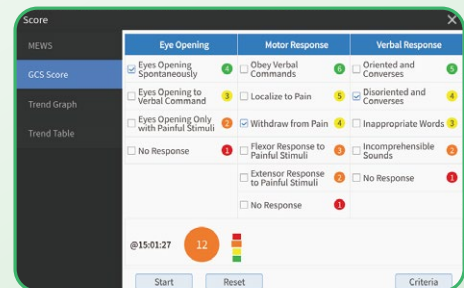 Score
MEWS
GCS Score
Trend Graph
Trend Table
Eye Opening
Motor Response
Verbal Response
Eyes Opening
Spontaneously
4
Obey Verbal
Commands
6
Oriented and
Converses
5
Eyes Opening to
Verbal Command
3
Localize to Pain
5
Disoriented and
Converses
4
Eyes Opening Only
with Painful Stimuli
2
Withdraw from Pain
4
Inappropriate Words
3
No Response
1
Flexor Response to
Painful Stimuli
3
Incomprehensible
Sounds
2
Extensor Response
to Painful Stimuli
2
No Response
1
No Response
1
@15:01:27
12
Start
Reset
Criteria